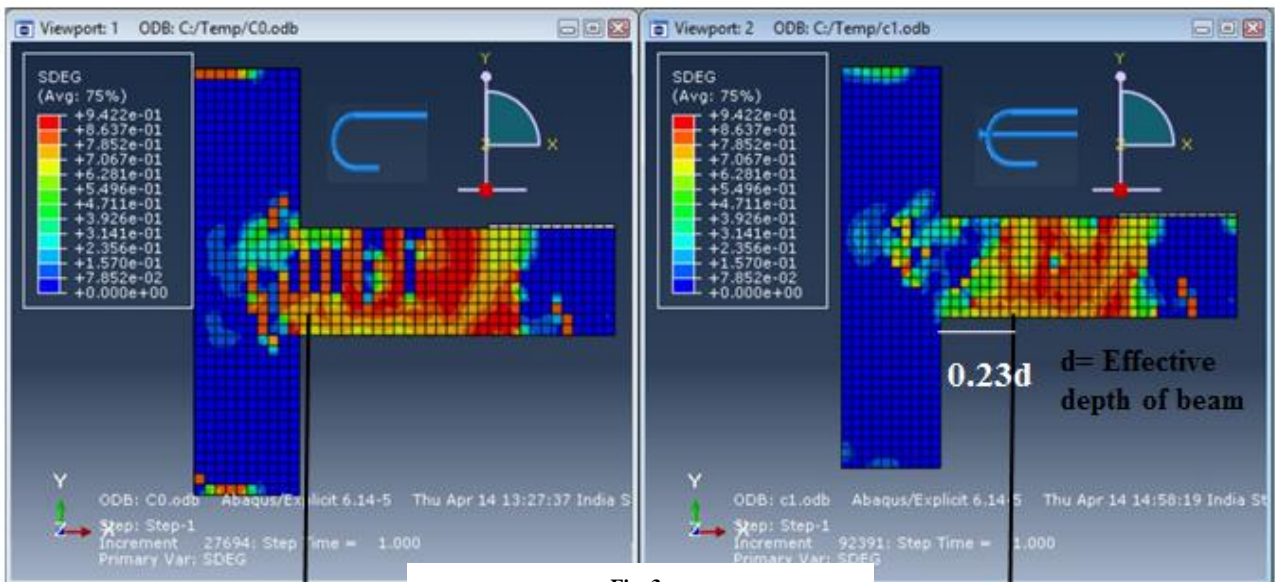 Viewport: 1 ODB: C:/Temp/C0.odb
SDEG
(Avg: 75%)
+9.422e-01
+8.637e-01
+7.852e-01
+7.067e-01
+6.281e-01
+5.496e-01
+4.711e-01
+3.926e-01
+3.141e-01
+2.356e-01
+1.570e-01
+7.852e-02
+0.000e+00
Y
X
Y
Z
X
ODB: C0.odb Abaqus/Explicit 6.14-5 Thu Apr 14 13:27:37 India S
Step: Step-1
Increment 27694: Step Time = 1.000
Primary Var: SDEG
Viewport: 2 ODB: C:/Temp/c1.odb
SDEG
(Avg: 75%)
+9.422e-01
+8.637e-01
+7.852e-01
+7.067e-01
+6.281e-01
+5.496e-01
+4.711e-01
+3.926e-01
+3.141e-01
+2.356e-01
+1.570e-01
+7.852e-02
+0.000e+00
Y
X
0.23d
d= Effective
depth of beam
Y
Z
X
ODB: c1.odb Abaqus/Explicit 6.14-5 Thu Apr 14 14:58:19 India St
Step: Step-1
Increment 92391: Step Time = 1.000
Primary Var: SDEG